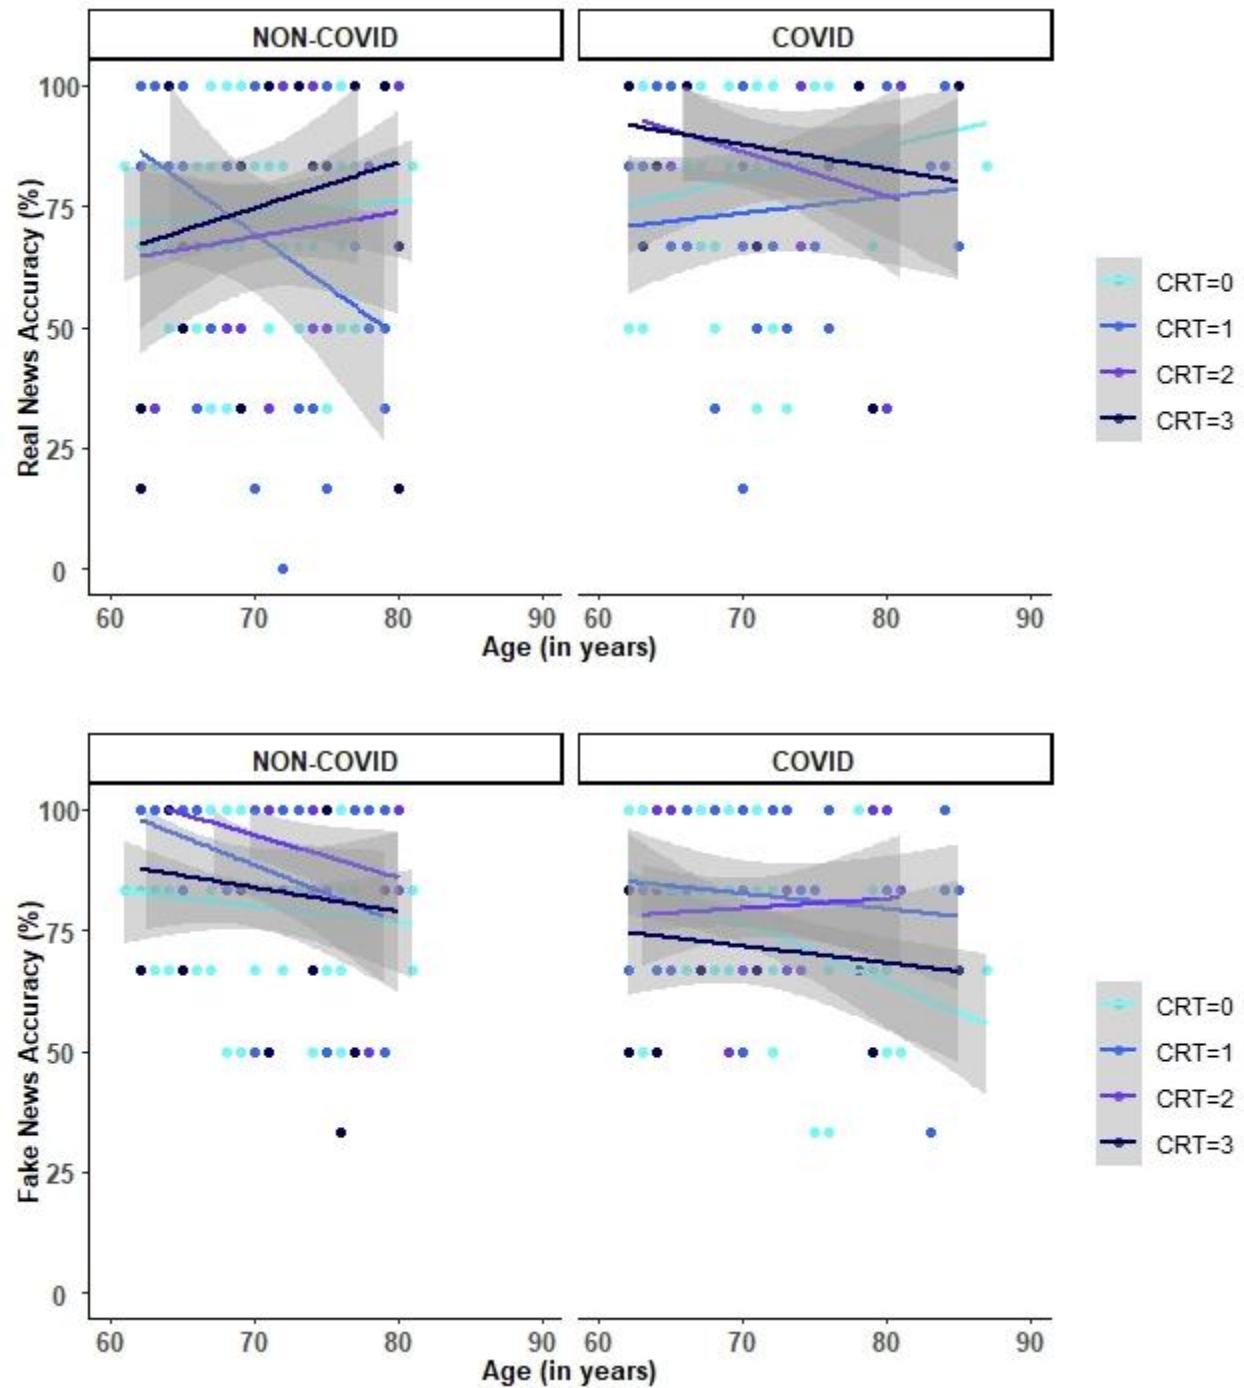 NON-COVID COVID
Real News Accuracy (%)
100
75
50
25
0
60 70 80 90 60 70 80 90
Age (in years)
CRT=0
CRT=1
CRT=2
CRT=3
NON-COVID COVID
Fake News Accuracy (%)
100
75
50
25
0
60 70 80 90 60 70 80 90
Age (in years)
CRT=0
CRT=1
CRT=2
CRT=3